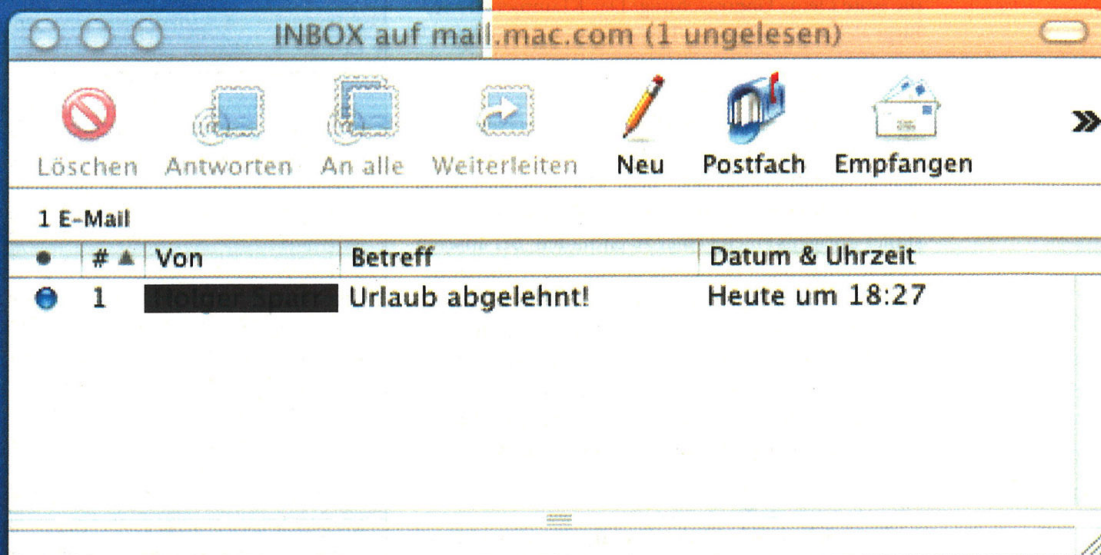 INBOX auf mail.mac.com (1 ungelesen)
Löschen Antworten An alle Weiterleiten Neu Postfach Empfangen
1 E-Mail
# Von Betreff Datum & Uhrzeit
1 Urlaub abgelehnt! Heute um 18:27